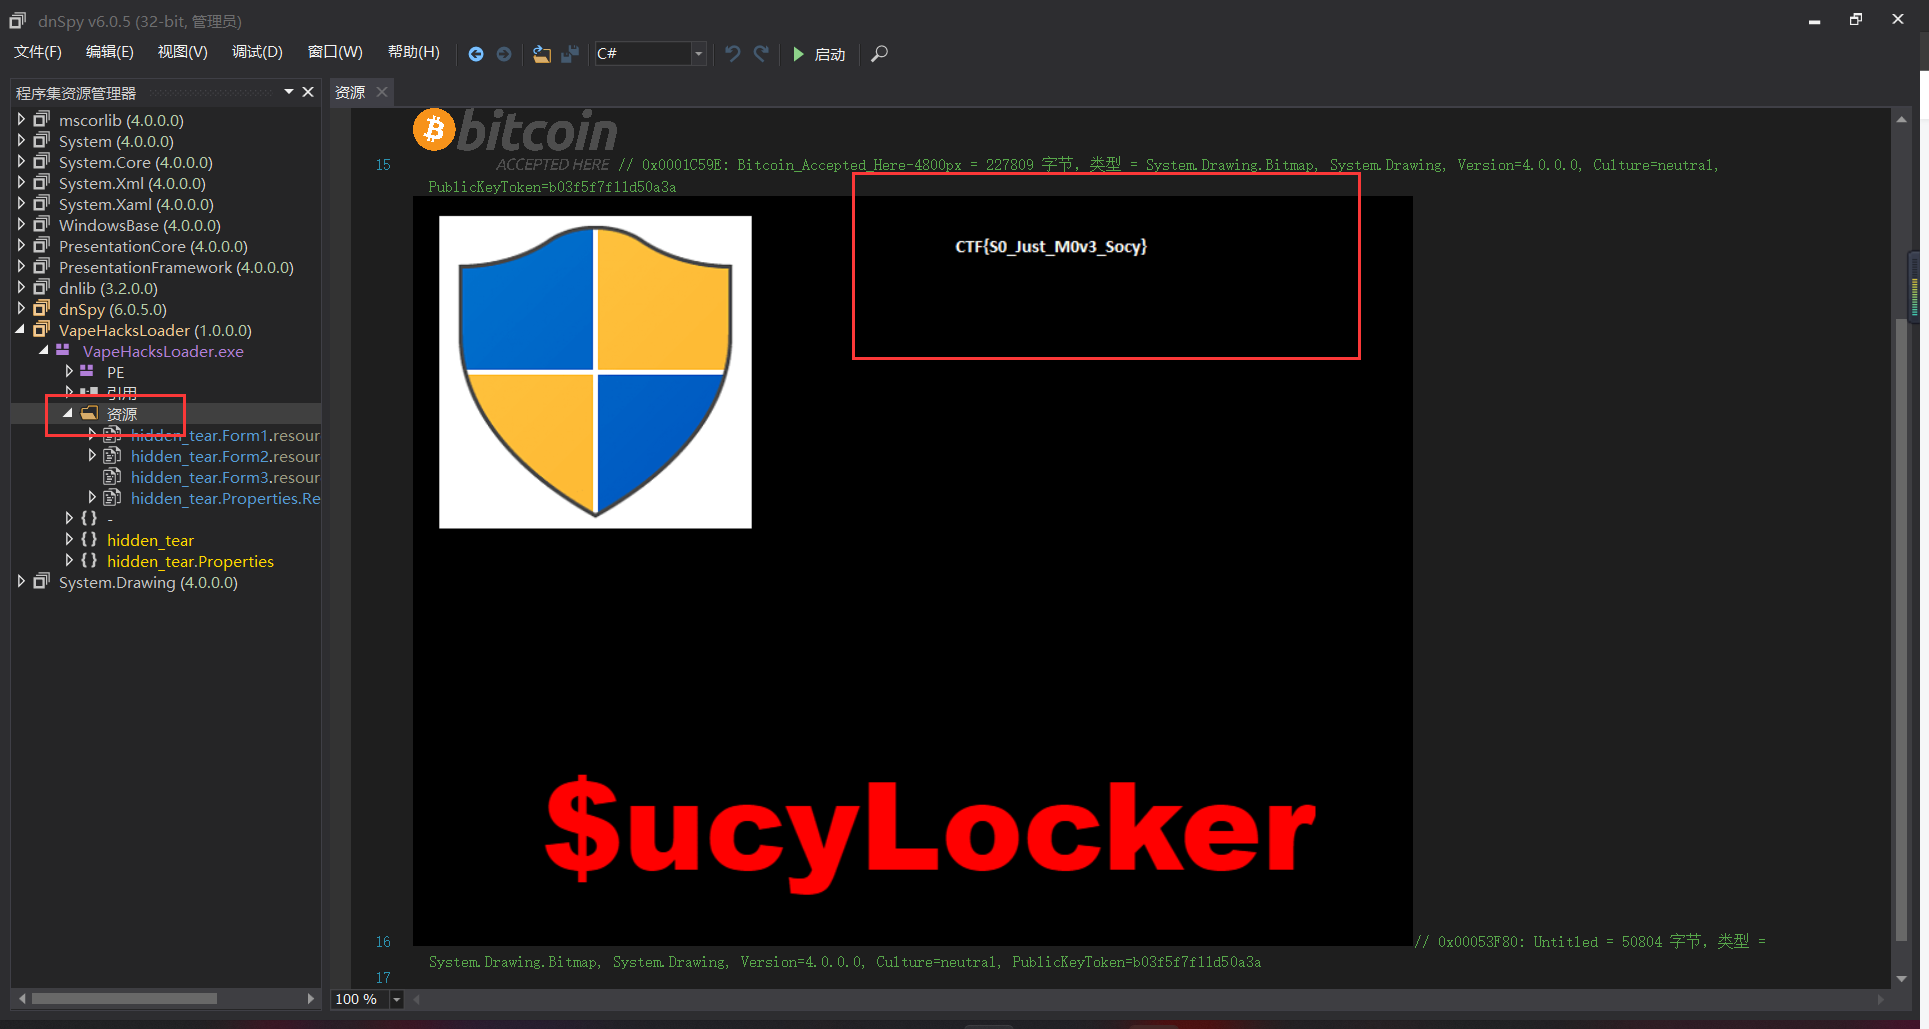 dnSpy v6.0.5 (32-bit, 管理员)
文件(F) 编辑(E) 视图(V) 调试(D) 窗口(W) 帮助(H) C# 启动
程序集资源管理器
mscorlib (4.0.0.0)
System (4.0.0.0)
System.Core (4.0.0.0)
System.Xml (4.0.0.0)
System.Xaml (4.0.0.0)
WindowsBase (4.0.0.0)
PresentationCore (4.0.0.0)
PresentationFramework (4.0.0.0)
dnlib (3.2.0.0)
dnSpy (6.0.5.0)
VapeHacksLoader (1.0.0.0)
VapeHacksLoader.exe
PE
引用
资源
hidden_tear.Form1.resour
hidden_tear.Form2.resour
hidden_tear.Form3.resour
hidden_tear.Properties.Re
{ } -
{ } hidden_tear
{ } hidden_tear.Properties
System.Drawing (4.0.0.0)
资源
bitcoin
ACCEPTED HERE
15 // 0x0001C59E: Bitcoin_Accepted_Here-4800px = 227809 字节, 类型 = System.Drawing.Bitmap, System.Drawing, Version=4.0.0.0, Culture=neutral,
PublicKeyToken=b03f5f7f11d50a3a
CTF{S0_Just_M0v3_Socy}
$ucyLocker
16 // 0x00053F80: Untitled = 50804 字节, 类型 =
System.Drawing.Bitmap, System.Drawing, Version=4.0.0.0, Culture=neutral, PublicKeyToken=b03f5f7f11d50a3a
17
100 %